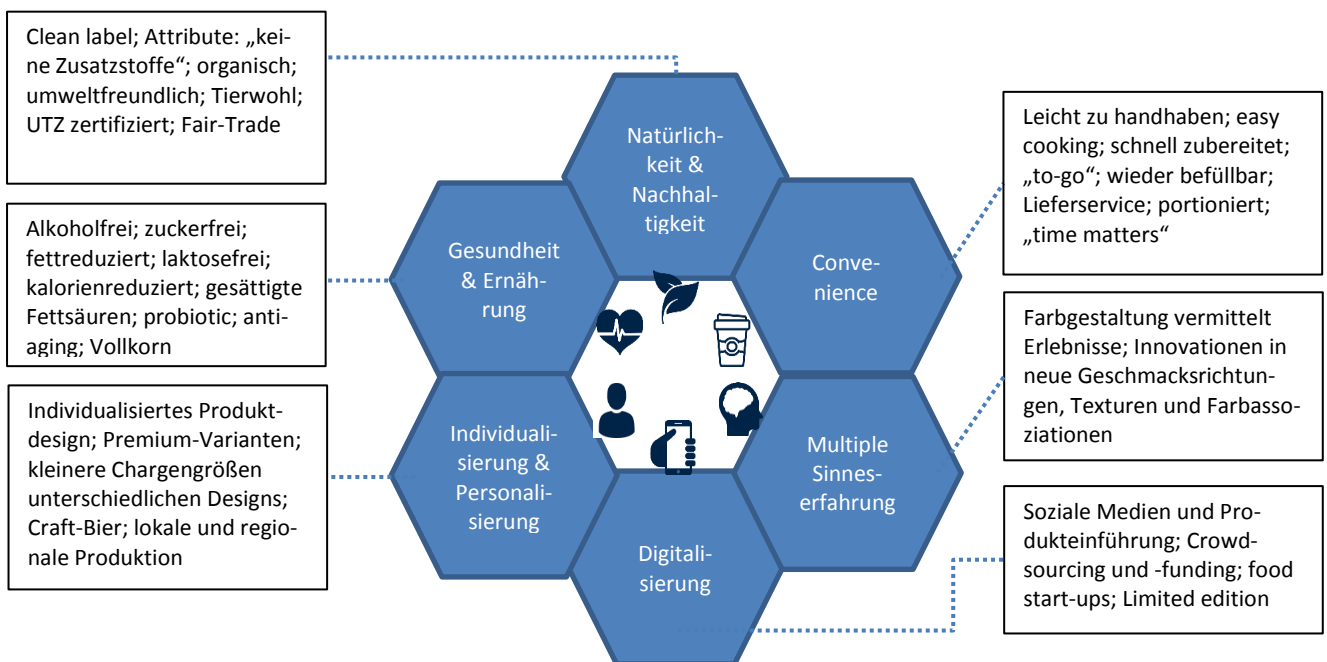 Clean label; Attribute: „kei-
ne Zusatzstoffe“; organisch;
umweltfreundlich; Tierwohl;
UTZ zertifiziert; Fair-Trade
Natürlich-
keit &
Nachhal-
tigkeit
Leicht zu handhaben; easy
cooking; schnell zubereitet;
„to-go“; wieder befüllbar;
Lieferservice; portioniert;
„time matters“
Alkoholfrei; zuckerfrei;
fettreduziert; laktosefrei;
kalorienreduziert; gesättigte
Fettsäuren; probiotic; anti-
aging; Vollkorn
Gesundheit
& Ernäh-
rung
Conve-
nience
Farbgestaltung vermittelt
Erlebnisse; Innovationen in
neue Geschmacksrichtun-
gen, Texturen und Farbasso-
ziationen
Individualisiertes Produkt-
design; Premium-Varianten;
kleinere Chargengrößen
unterschiedlichen Designs;
Craft-Bier; lokale und regio-
nale Produktion
Individuali-
sierung &
Personali-
sierung
Multiple
Sinnes-
erfahrung
Digitali-
sierung
Soziale Medien und Pro-
dukteinführung; Crowd-
sourcing und -funding; food
start-ups; Limited edition